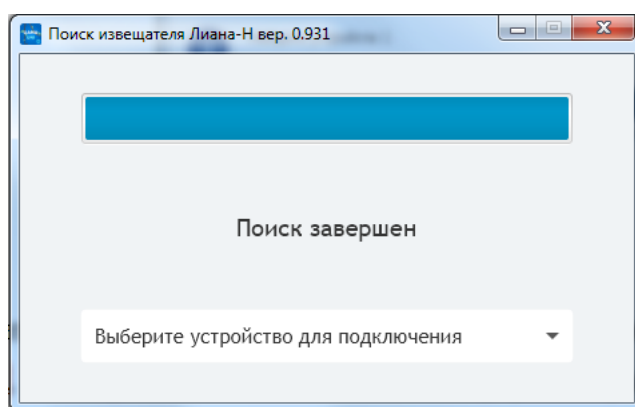 Поиск извещателя Лиана-Н вер. 0.931
Поиск завершен
Выберите устройство для подключения